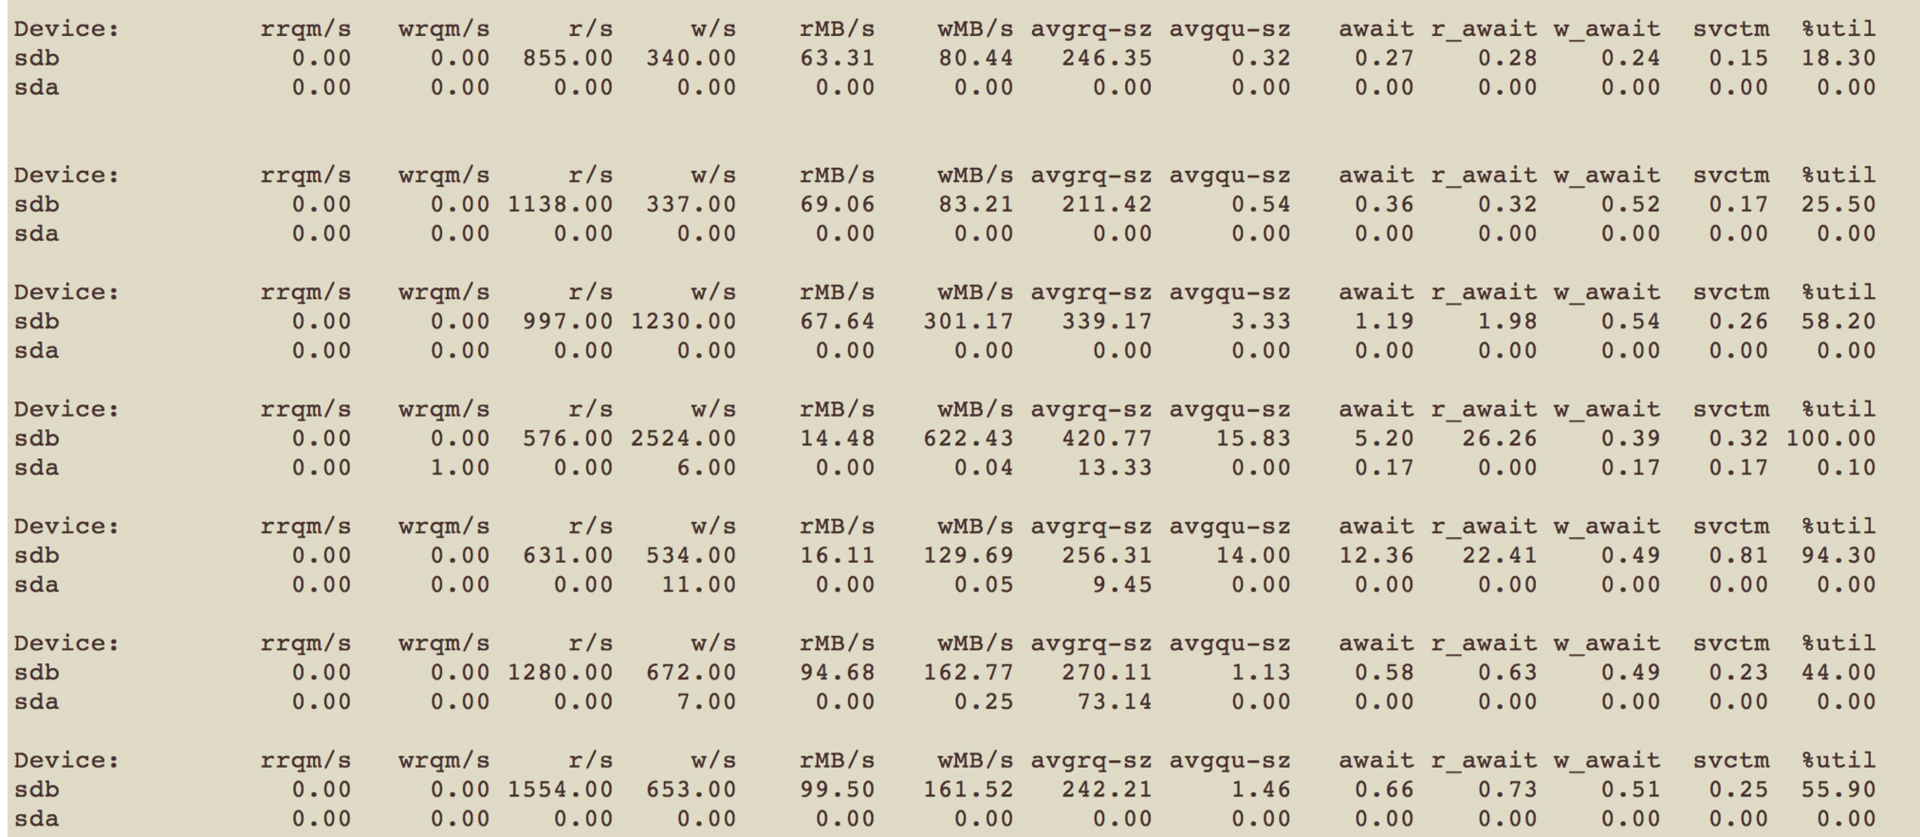 Device: rrqm/s wrqm/s r/s w/s rMB/s wMB/s avgrq-sz avgqu-sz await r_await w_await svctm %util
sdb 0.00 0.00 855.00 340.00 63.31 80.44 246.35 0.32 0.27 0.28 0.24 0.15 18.30
sda 0.00 0.00 0.00 0.00 0.00 0.00 0.00 0.00 0.00 0.00 0.00 0.00 0.00
Device: rrqm/s wrqm/s r/s w/s rMB/s wMB/s avgrq-sz avgqu-sz await r_await w_await svctm %util
sdb 0.00 0.00 1138.00 337.00 69.06 83.21 211.42 0.54 0.36 0.32 0.52 0.17 25.50
sda 0.00 0.00 0.00 0.00 0.00 0.00 0.00 0.00 0.00 0.00 0.00 0.00 0.00
Device: rrqm/s wrqm/s r/s w/s rMB/s wMB/s avgrq-sz avgqu-sz await r_await w_await svctm %util
sdb 0.00 0.00 997.00 1230.00 67.64 301.17 339.17 3.33 1.19 1.98 0.54 0.26 58.20
sda 0.00 0.00 0.00 0.00 0.00 0.00 0.00 0.00 0.00 0.00 0.00 0.00 0.00
Device: rrqm/s wrqm/s r/s w/s rMB/s wMB/s avgrq-sz avgqu-sz await r_await w_await svctm %util
sdb 0.00 0.00 576.00 2524.00 14.48 622.43 420.77 15.83 5.20 26.26 0.39 0.32 100.00
sda 0.00 1.00 0.00 6.00 0.00 0.04 13.33 0.00 0.17 0.00 0.17 0.17 0.10
Device: rrqm/s wrqm/s r/s w/s rMB/s wMB/s avgrq-sz avgqu-sz await r_await w_await svctm %util
sdb 0.00 0.00 631.00 534.00 16.11 129.69 256.31 14.00 12.36 22.41 0.49 0.81 94.30
sda 0.00 0.00 0.00 11.00 0.00 0.05 9.45 0.00 0.00 0.00 0.00 0.00 0.00
Device: rrqm/s wrqm/s r/s w/s rMB/s wMB/s avgrq-sz avgqu-sz await r_await w_await svctm %util
sdb 0.00 0.00 1280.00 672.00 94.68 162.77 270.11 1.13 0.58 0.63 0.49 0.23 44.00
sda 0.00 0.00 0.00 7.00 0.00 0.25 73.14 0.00 0.00 0.00 0.00 0.00 0.00
Device: rrqm/s wrqm/s r/s w/s rMB/s wMB/s avgrq-sz avgqu-sz await r_await w_await svctm %util
sdb 0.00 0.00 1554.00 653.00 99.50 161.52 242.21 1.46 0.66 0.73 0.51 0.25 55.90
sda 0.00 0.00 0.00 0.00 0.00 0.00 0.00 0.00 0.00 0.00 0.00 0.00 0.00